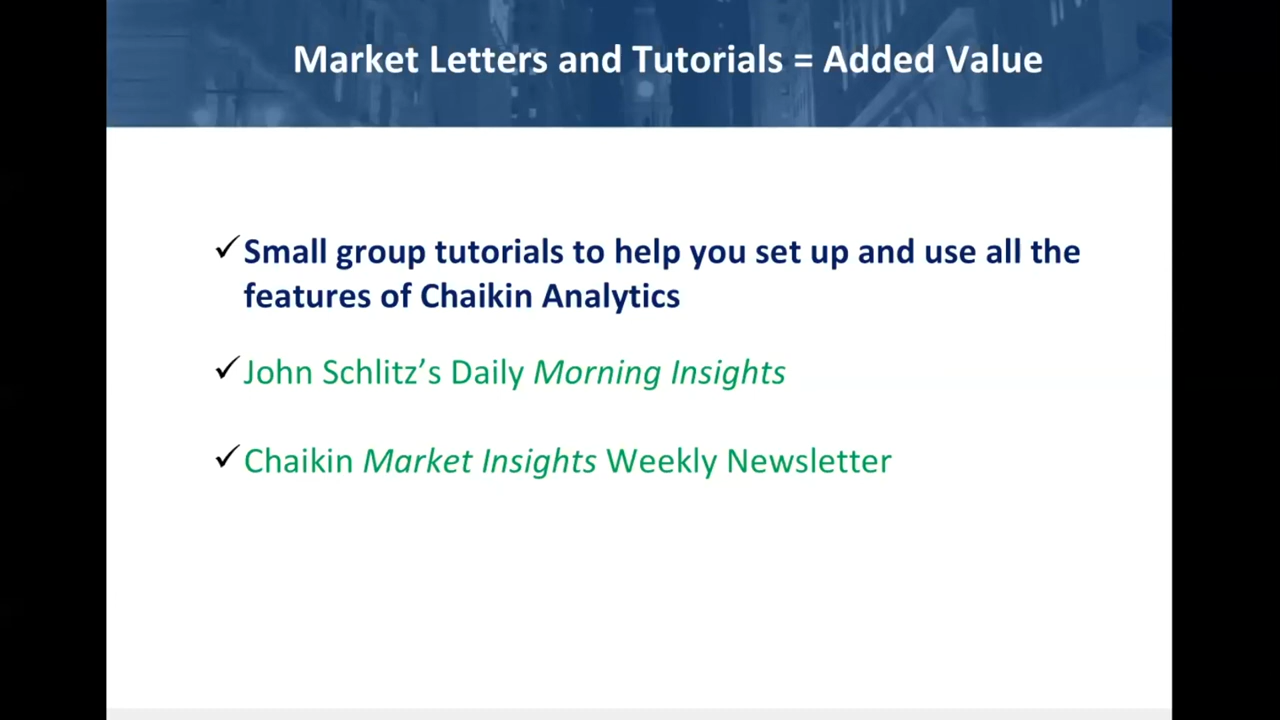 Market Letters and Tutorials = Added Value
✓Small group tutorials to help you set up and use all the
features of Chaikin Analytics
✓John Schlitz’s Daily Morning Insights
✓Chaikin Market Insights Weekly Newsletter